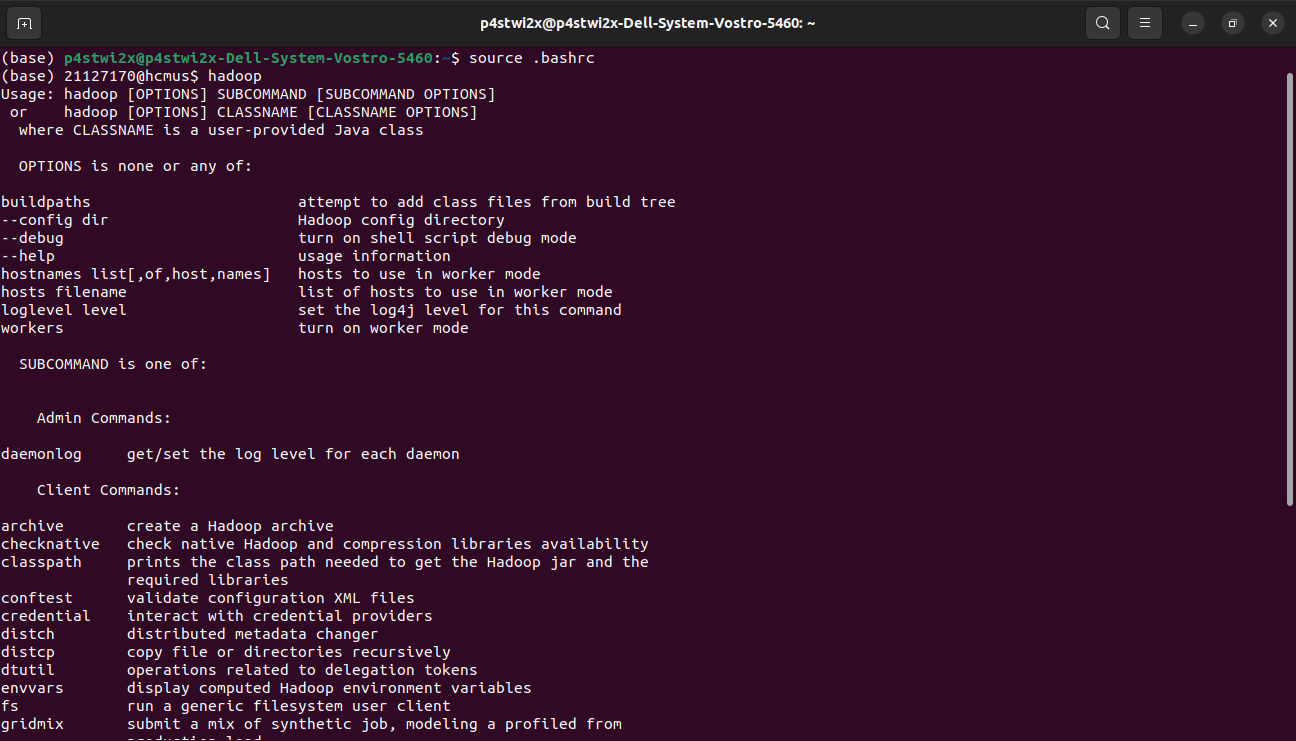 p4stwi2x@p4stwi2x-Dell-System-Vostro-5460: ~
(base) p4stwi2x@p4stwi2x-Dell-System-Vostro-5460:~$ source .bashrc
(base) 21127170@hcmus$ hadoop
Usage: hadoop [OPTIONS] SUBCOMMAND [SUBCOMMAND OPTIONS]
 or    hadoop [OPTIONS] CLASSNAME [CLASSNAME OPTIONS]
  where CLASSNAME is a user-provided Java class
  OPTIONS is none or any of:
buildpaths                       attempt to add class files from build tree
--config dir                     Hadoop config directory
--debug                          turn on shell script debug mode
--help                           usage information
hostnames list[,of,host,names]   hosts to use in worker mode
hosts filename                   list of hosts to use in worker mode
loglevel level                   set the log4j level for this command
workers                          turn on worker mode
  SUBCOMMAND is one of:
    Admin Commands:
daemonlog     get/set the log level for each daemon
    Client Commands:
archive       create a Hadoop archive
checknative   check native Hadoop and compression libraries availability
classpath     prints the class path needed to get the Hadoop jar and the
              required libraries
conftest      validate configuration XML files
credential    interact with credential providers
distch        distributed metadata changer
distcp        copy file or directories recursively
dtutil        operations related to delegation tokens
envvars       display computed Hadoop environment variables
fs            run a generic filesystem user client
gridmix       submit a mix of synthetic job, modeling a profiled from
              production load